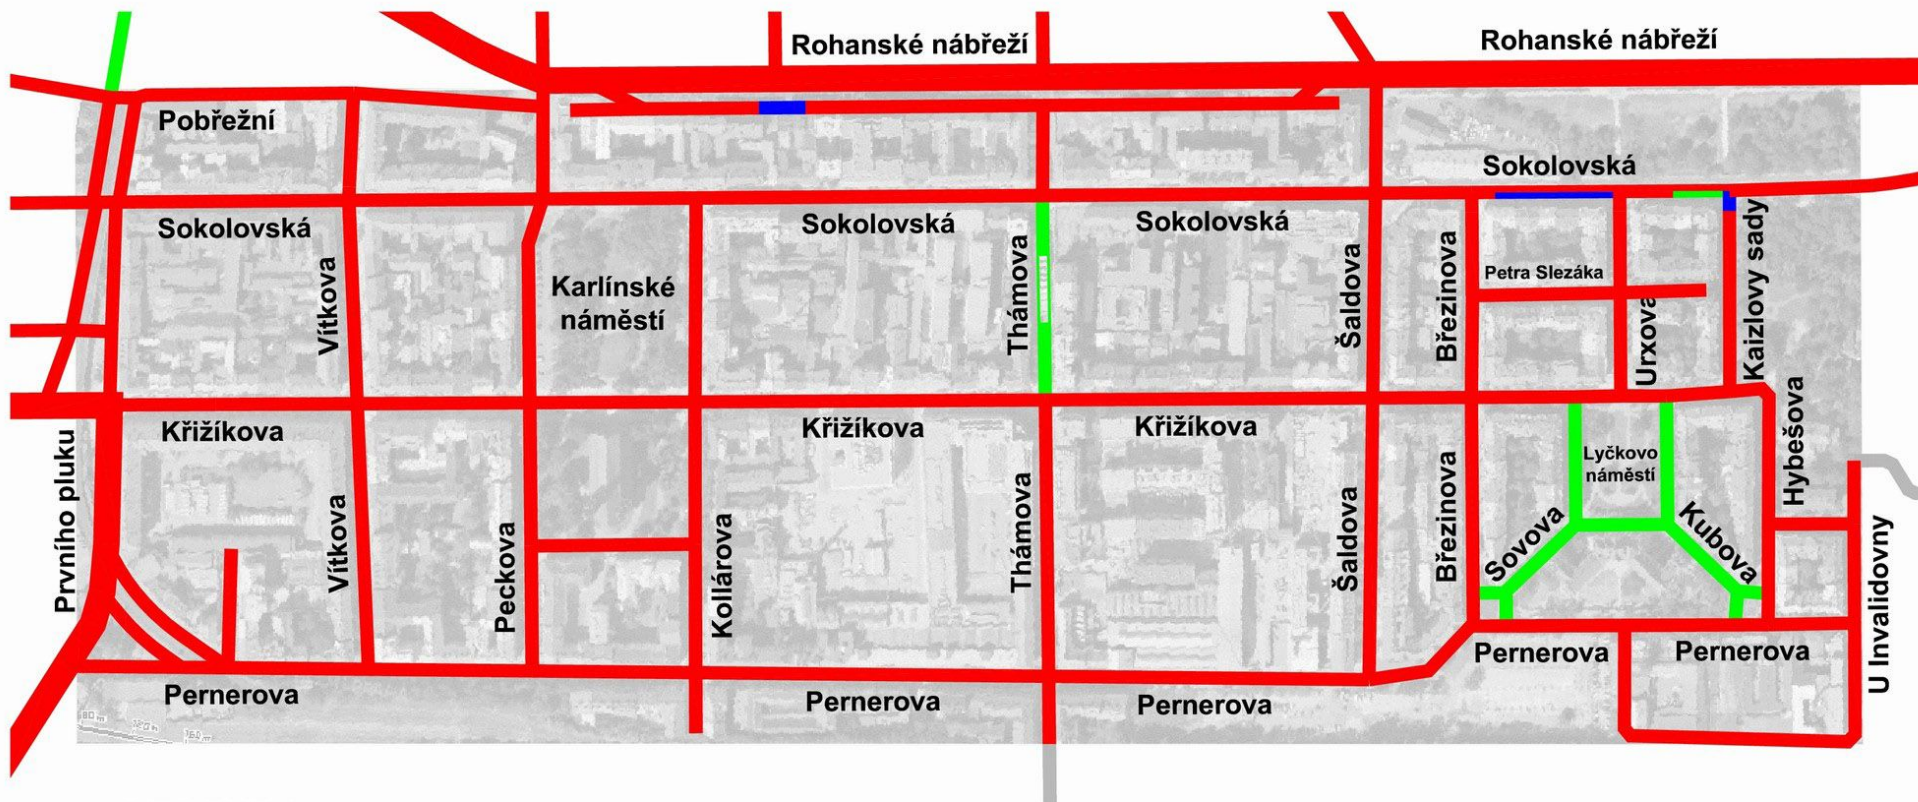 Rohanské nábřeží
Rohanské nábřeží
Pobřežní
Sokolovská
Sokolovská
Sokolovská
Sokolovská
Vítkova
Karlínské
náměstí
Thámova
Šaldova
Březinova
Petra Slezáka
Urxova
Kaizlovy sady
Křižíkova
Křižíkova
Křižíkova
Prvního pluku
Vítkova
Peckova
Kollárova
Thámova
Šaldova
Březinova
Sovova
Lyčkovo
náměstí
Kubova
Hybešova
U Invalidovny
Pernerova
Pernerova
Pernerova
Pernerova
Pernerova